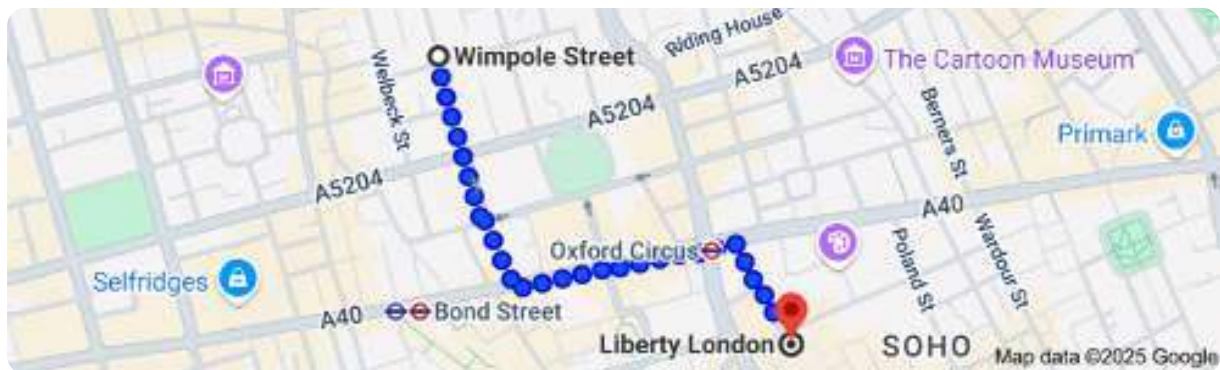 Wimpole Street
Welbeck St
Riding House
A5204
The Cartoon Museum
A5204
Berners St
Primark
A5204
A40
Oxford Circus
Wardour St
Poland St
Selfridges
A40
Bond Street
Liberty London
SOHO
Map data ©2025 Google